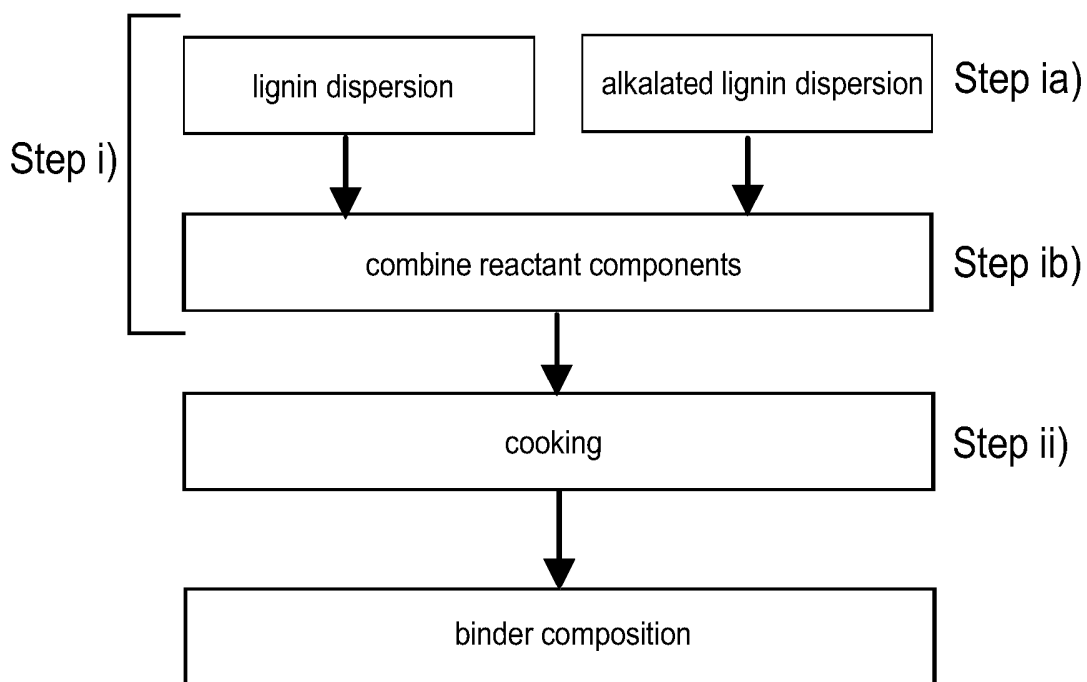 lignin dispersion
alkalated lignin dispersion
Step ia)
Step i)
combine reactant components
Step ib)
cooking
Step ii)
binder composition